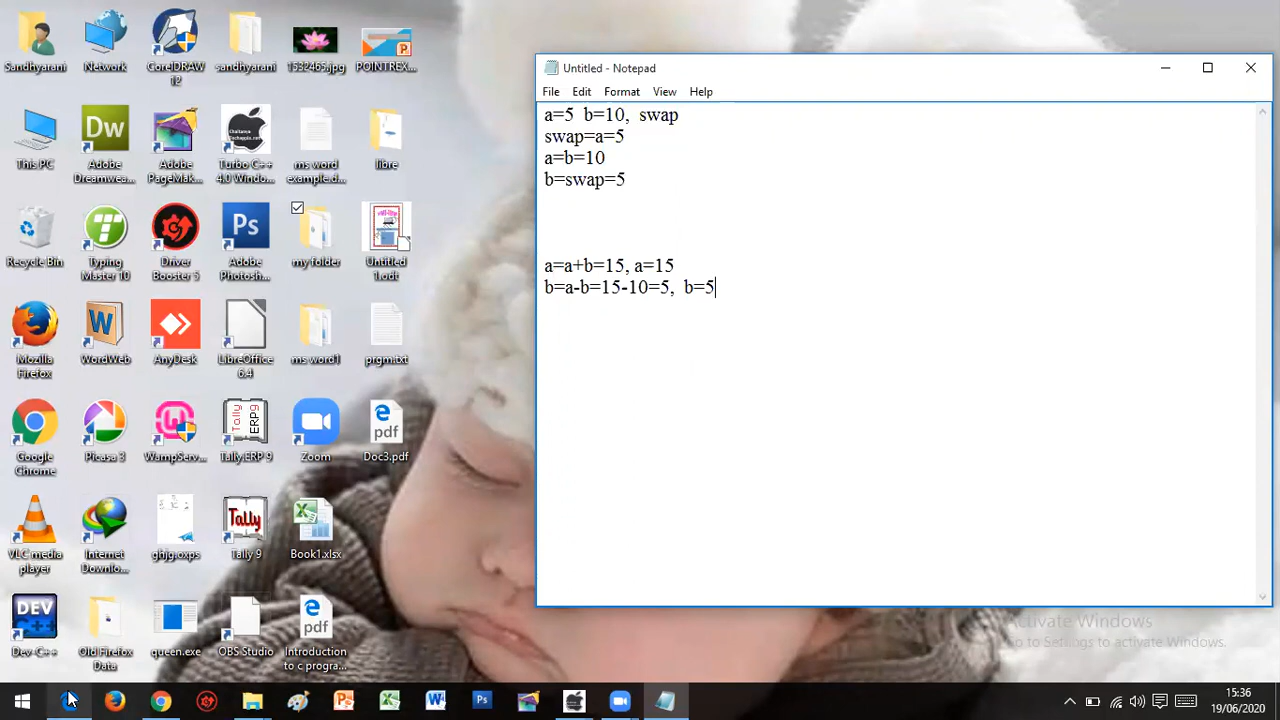 Sandhyarani
Network
CorelDRAW
12
sandhyarani
1532465.jpg
POINTREX...
This PC
Adobe
Dreamwea...
Adobe
PageMak...
Turbo C++
4.0 Windo...
ms word
example.d...
libre
Recycle Bin
Typing
Master 10
Driver
Booster 5
Adobe
Photosh...
my folder
Untitled
1.odt
Mozilla
Firefox
WordWeb
AnyDesk
LibreOffice
6.4
ms word1
prgm.txt
Google
Chrome
Picasa 3
WampServ...
Tally.ERP 9
Zoom
Doc3.pdf
VLC media
player
Internet
Downlo...
ghjg.oxps
Tally 9
Book1.xlsx
Dev-C++
Old Firefox
Data
queen.exe
OBS Studio
Introduction
to c progra...
Untitled - Notepad
File Edit Format View Help
a=5 b=10, swap
swap=a=5
a=b=10
b=swap=5
a=a+b=15, a=15
b=a-b=15-10=5, b=5
Activate Windows
Go to Settings to activate Windows.
15:36
19/06/2020